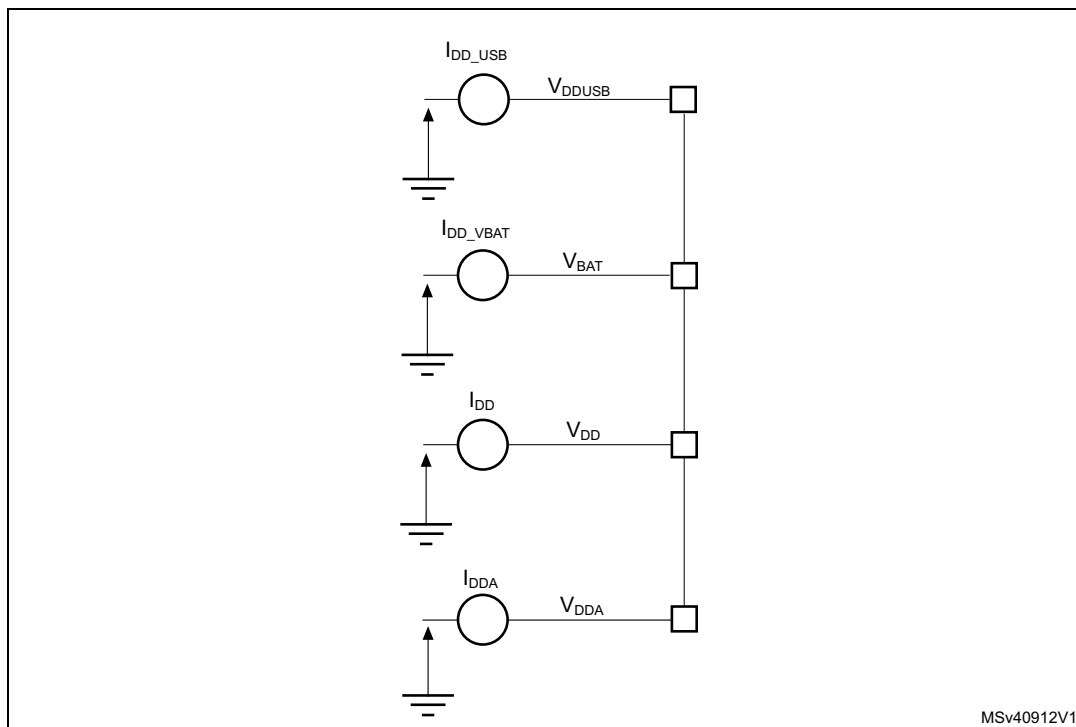 I_DD_USB
V_DDUSB
I_DD_VBAT
V_BAT
I_DD
V_DD
I_DDA
V_DDA
MSv40912V1